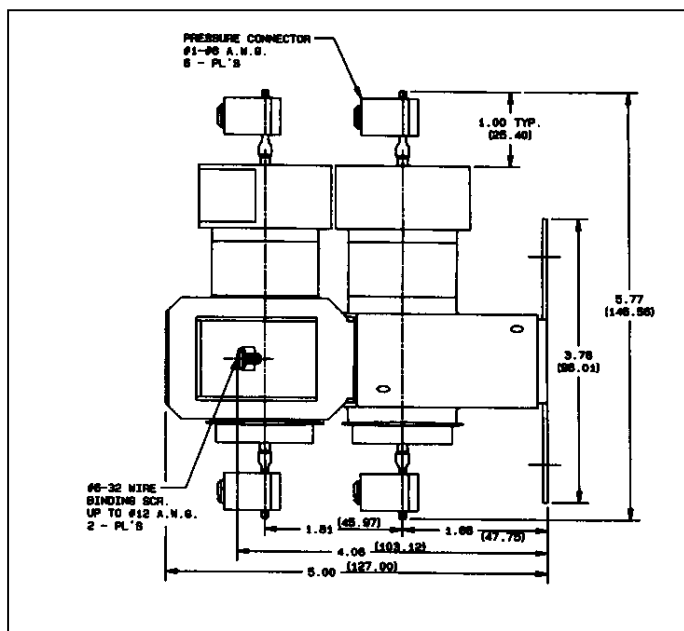 PRESSURE CONNECTOR
#1-#8 A.W.G.
6 - PL'S
1.00 TYP.
(25.40)
5.77
(146.56)
3.78
(96.01)
#6-32 WIRE
BINDING SCR.
UP TO #12 A.W.G.
2 - PL'S
1.81 (45.97)
1.88 (47.75)
4.06 (103.12)
5.00 (127.00)